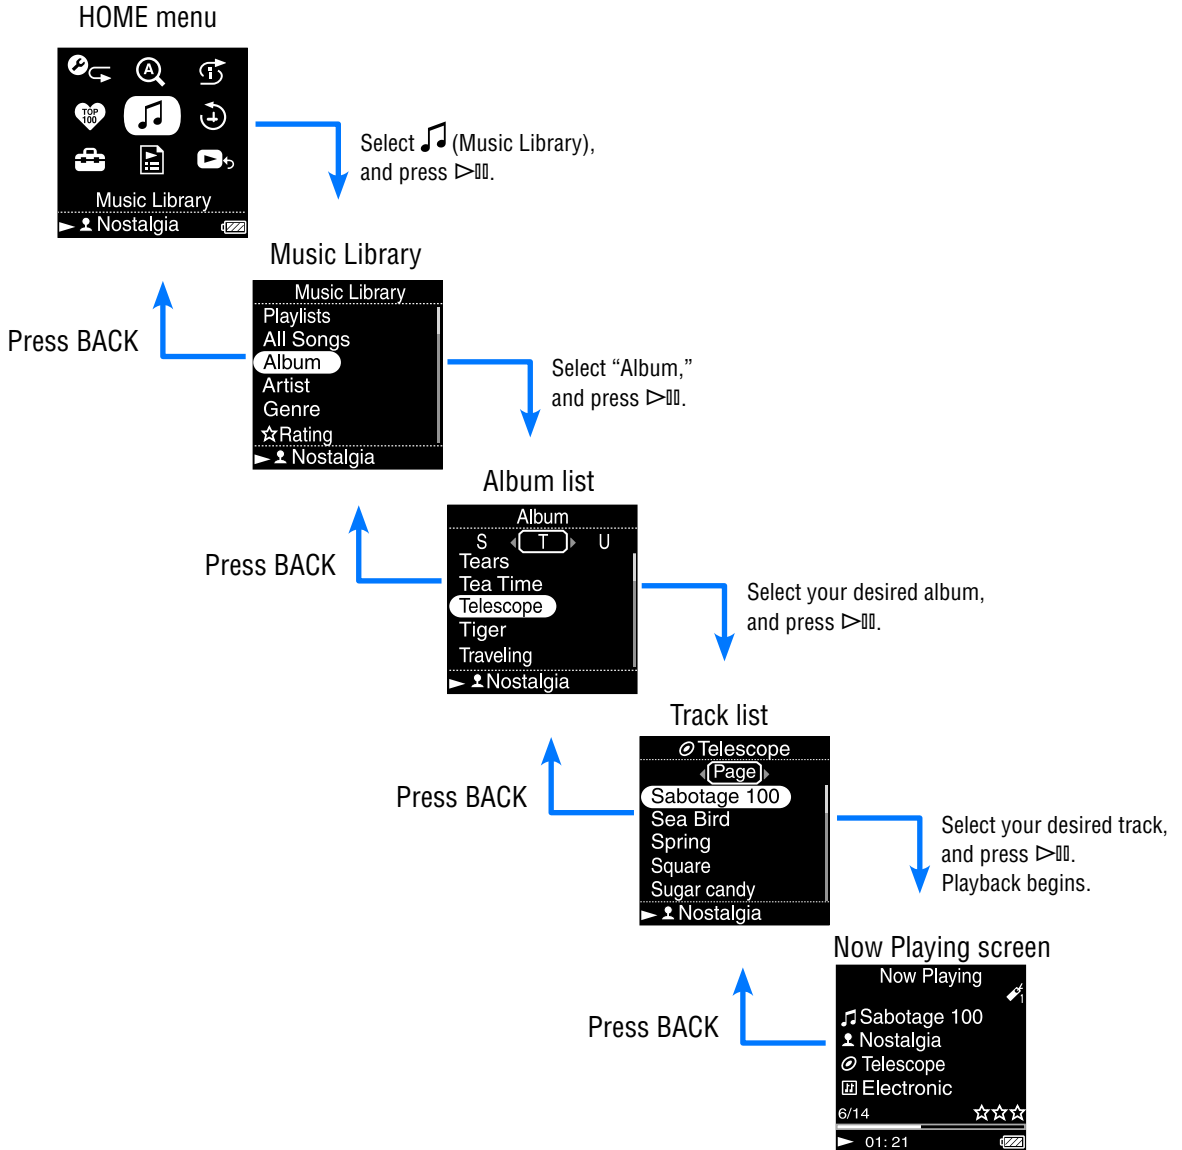 HOME menu
A
TOP
100
Music Library
Nostalgia
Select (Music Library),
and press
Music Library
Music Library
Playlists
All Songs
Album
Artist
Genre
Rating
Nostalgia
Press BACK
Select “Album,”
and press
Album list
Album
S T U
Tears
Tea Time
Telescope
Tiger
Traveling
Nostalgia
Press BACK
Select your desired album,
and press
Track list
Telescope
Page
Sabotage 100
Sea Bird
Spring
Square
Sugar candy
Nostalgia
Press BACK
Select your desired track,
and press
Playback begins.
Now Playing screen
Now Playing
1
Sabotage 100
Nostalgia
Telescope
Electronic
6/14
01:21
Press BACK